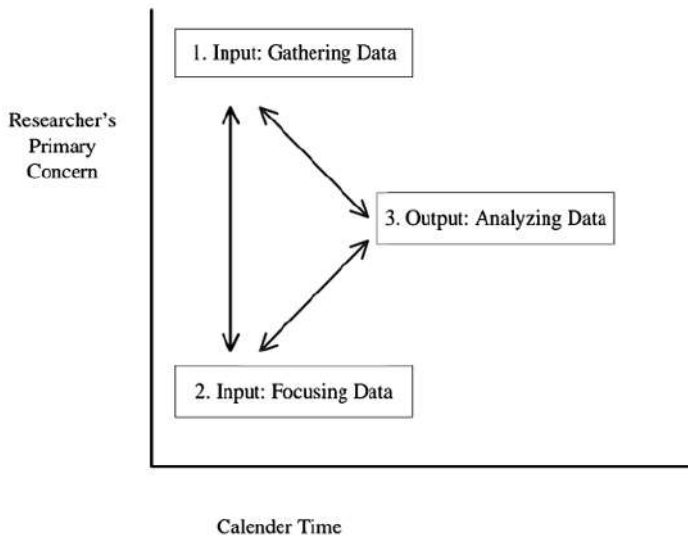 1. Input: Gathering Data
Researcher's
Primary
Concern
3. Output: Analyzing Data
2. Input: Focusing Data
Calender Time